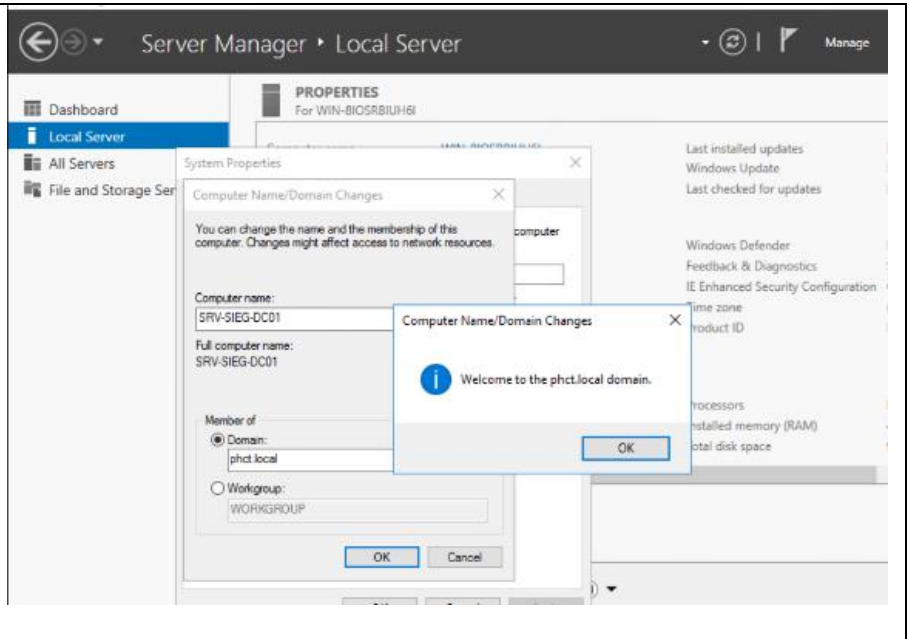 Server Manager ‣ Local Server
Manage
Dashboard
Local Server
All Servers
File and Storage Ser
PROPERTIES
For WIN-8IOSRBIUH6I
Last installed updates
Windows Update
Last checked for updates
Windows Defender
Feedback & Diagnostics
IE Enhanced Security Configuration
Time zone
Product ID
Processors
Installed memory (RAM)
Total disk space
System Properties
computer
Computer Name/Domain Changes
You can change the name and the membership of this
computer. Changes might affect access to network resources.
Computer name:
SRV-SIEG-DC01
Full computer name:
SRV-SIEG-DC01
Member of
Domain:
phct.local
Workgroup:
WORKGROUP
OK
Cancel
Computer Name/Domain Changes
Welcome to the phct.local domain.
OK